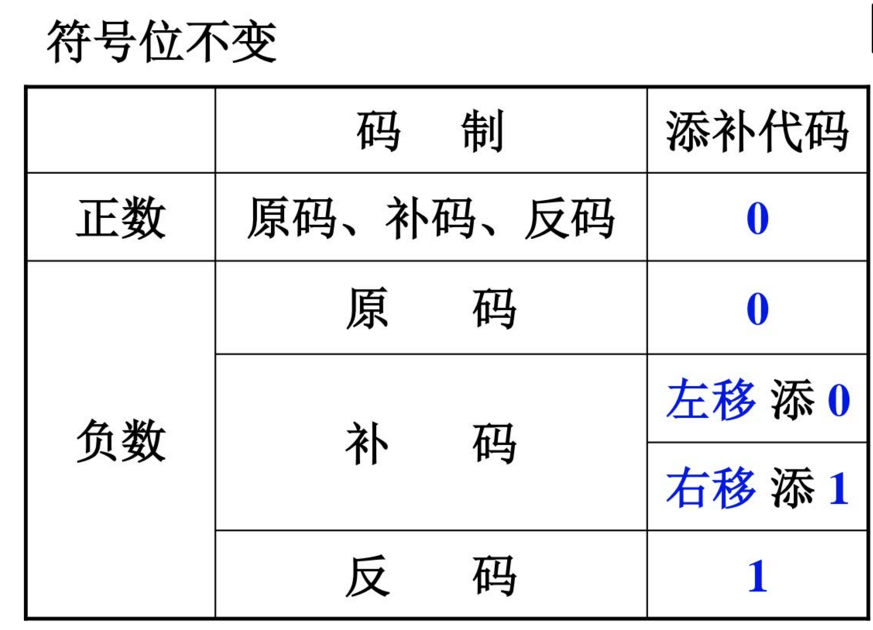 符号位不变
码 制 添补代码
正数 原码、补码、反码 0
原 码 0
左移 添 0
负数 补 码
右移 添 1
反 码 1